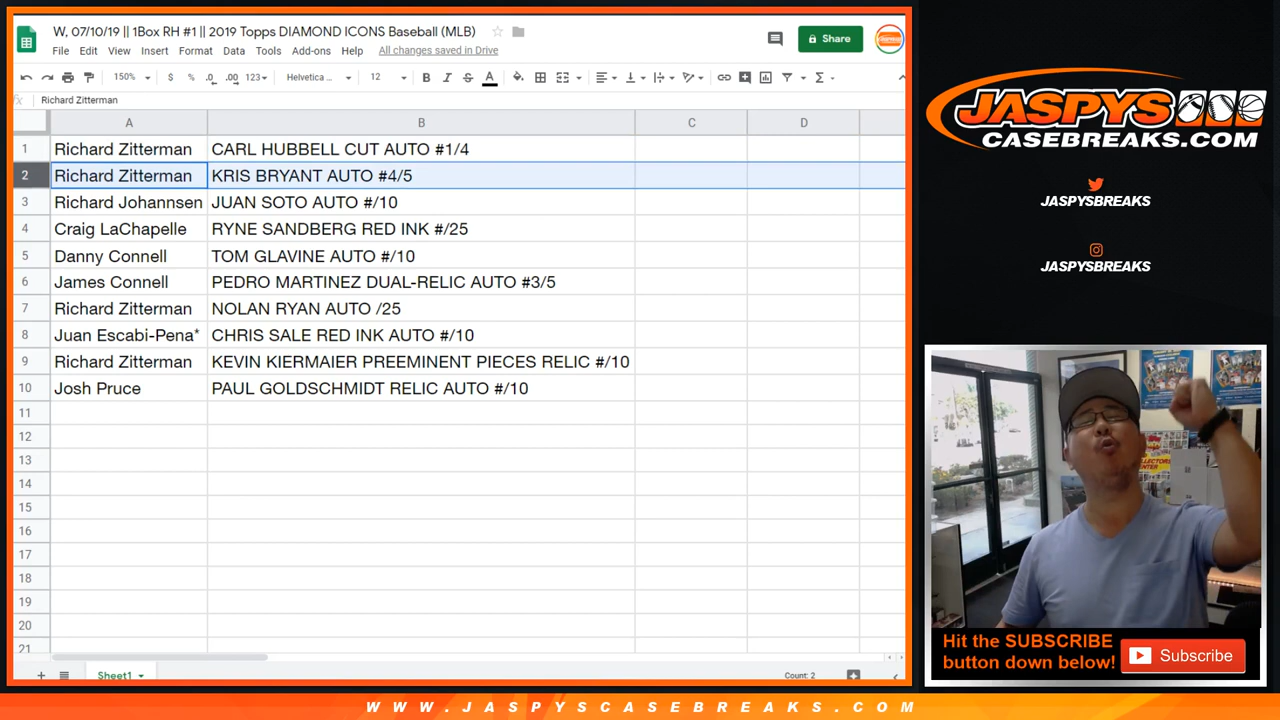 W, 07/10/19 || 1Box RH #1 || 2019 Topps DIAMOND ICONS Baseball (MLB)
File Edit View Insert Format Data Tools Add-ons Help All changes saved in Drive
Share
150% $ % .0 .00 123 Helvetica ... 12 B I S A
fx Richard Zitterman
A B C D
1 Richard Zitterman CARL HUBBELL CUT AUTO #1/4
2 Richard Zitterman KRIS BRYANT AUTO #4/5
3 Richard Johannsen JUAN SOTO AUTO #/10
4 Craig LaChapelle RYNE SANDBERG RED INK #/25
5 Danny Connell TOM GLAVINE AUTO #/10
6 James Connell PEDRO MARTINEZ DUAL-RELIC AUTO #3/5
7 Richard Zitterman NOLAN RYAN AUTO /25
8 Juan Escabi-Pena* CHRIS SALE RED INK AUTO #/10
9 Richard Zitterman KEVIN KIERMAIER PREEMINENT PIECES RELIC #/10
10 Josh Pruce PAUL GOLDSCHMIDT RELIC AUTO #/10
11
12
13
14
15
16
17
18
19
20
21
Sheet1
Count: 2
JASPYS
CASEBREAKS.COM
JASPYSBREAKS
JASPYSBREAKS
Hit the SUBSCRIBE
button down below!
Subscribe
WWW.JASPYSCASEBREAKS.COM